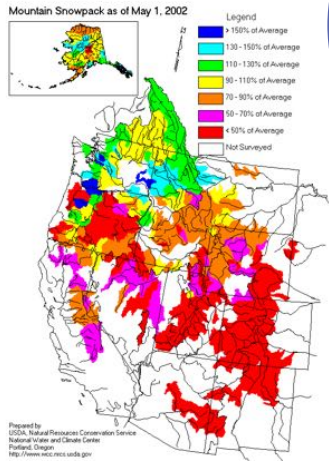 Mountain Snowpack as of May 1, 2002
Legend
> 150% of Average
130 - 150% of Average
110 - 130% of Average
90 - 110% of Average
70 - 90% of Average
50 - 70% of Average
< 50% of Average
Not Surveyed
Prepared by
USDA, Natural Resources Conservation Service
National Water and Climate Center
Portland, Oregon
http://www.wcc.nrcs.usda.gov